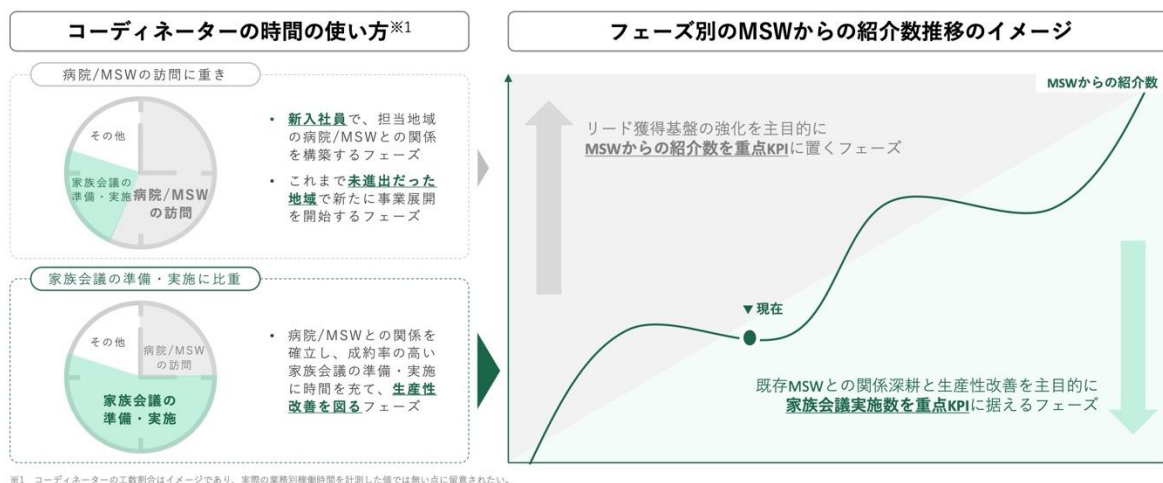 コーディネーターの時間の使い方※1
病院/MSWの訪問に重き
その他
家族会議の
準備・実施
病院/MSW
の訪問
• 新入社員で、担当地域
の病院/MSWとの関係
を構築するフェーズ
• これまで未進出だった
地域で新たに事業展開
を開始するフェーズ
家族会議の準備・実施に比重
その他
病院/MSW
の訪問
家族会議の
準備・実施
• 病院/MSWとの関係を
確立し、成約率の高い
家族会議の準備・実施
に時間を充て、生産性
改善を図るフェーズ
フェーズ別のMSWからの紹介数推移のイメージ
MSWからの紹介数
リード獲得基盤の強化を主目的に
MSWからの紹介数を重点KPIに置くフェーズ
▼現在
既存MSWとの関係深耕と生産性改善を主目的に
家族会議実施数を重点KPIに据えるフェーズ
※1 コーディネーターの工数割合はイメージであり、実際の業務別稼働時間を計測した値では無い点に留意されたい。